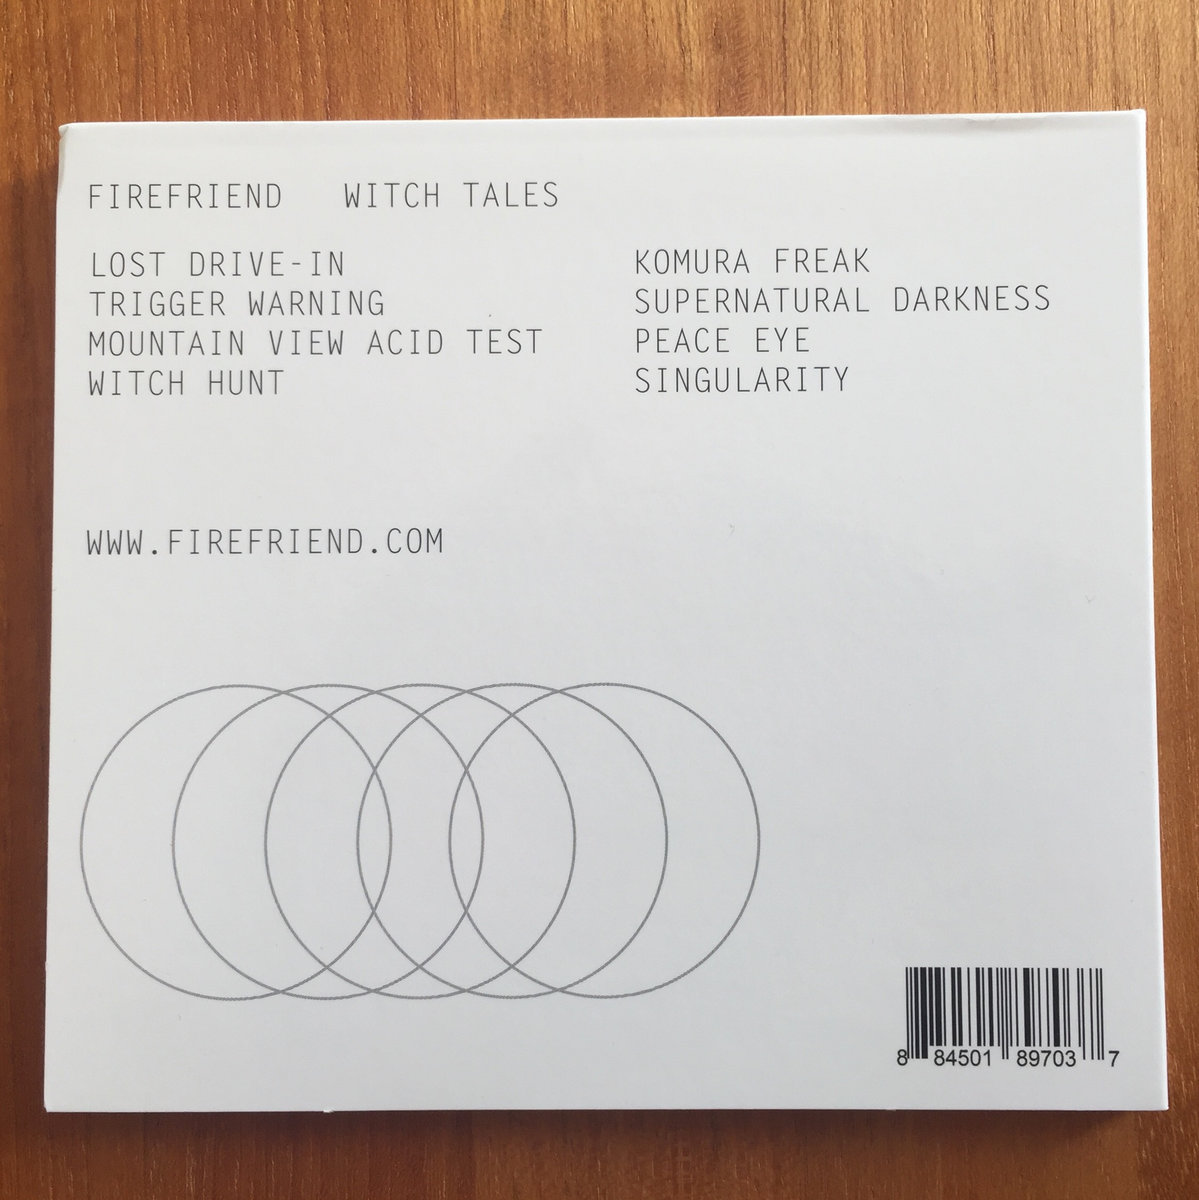 FIREFRIEND WITCH TALES
LOST DRIVE-IN
TRIGGER WARNING
MOUNTAIN VIEW ACID TEST
WITCH HUNT
KOMURA FREAK
SUPERNATURAL DARKNESS
PEACE EYE
SINGULARITY
WWW.FIREFRIEND.COM
8 84501 89703 7